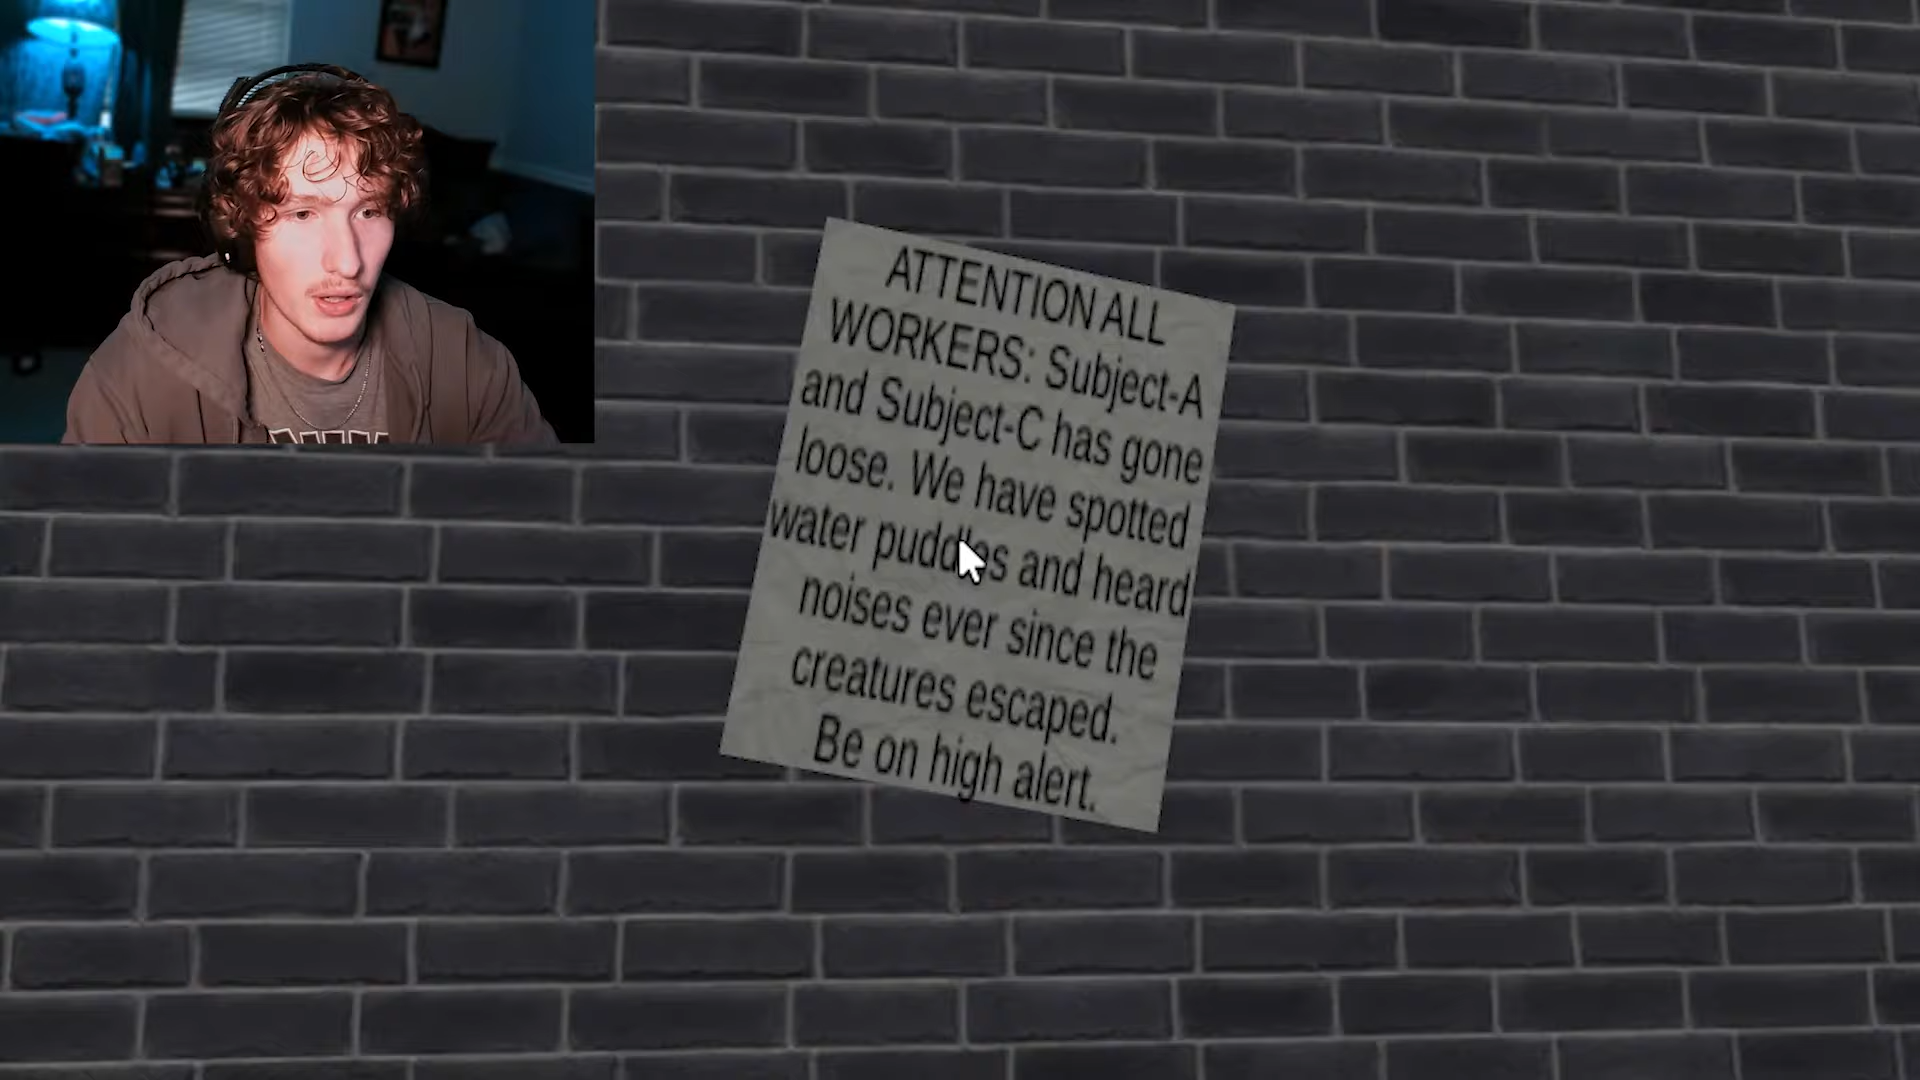 ATTENTION ALL
WORKERS: Subject-A
and Subject-C has gone
loose. We have spotted
water puddles and heard
noises ever since the
creatures escaped.
Be on high alert.